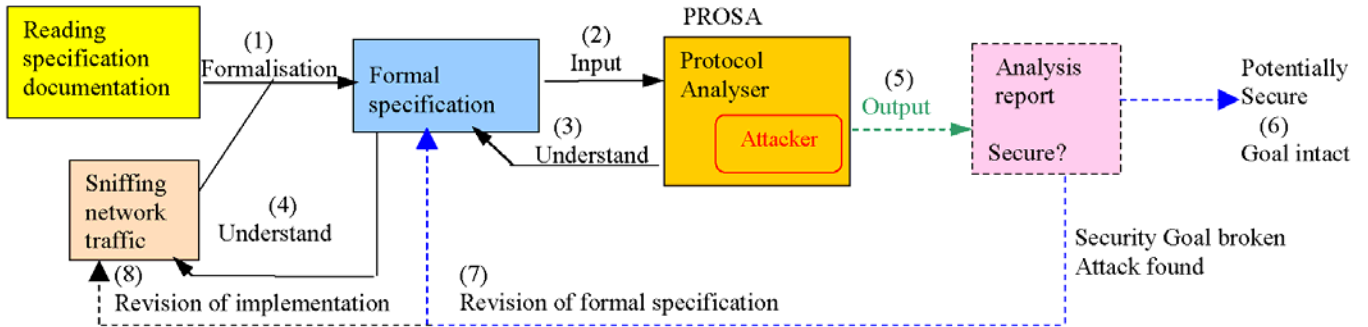 Reading
specification
documentation
(1)
Formalisation
Formal
specification
(2)
Input
(3)
Understand
PROSA
Protocol
Analyser
Attacker
(5)
Output
Analysis
report
Secure?
Potentially
Secure
(6)
Goal intact
Sniffing
network
traffic
(4)
Understand
Security Goal broken
Attack found
(8)
Revision of implementation
(7)
Revision of formal specification